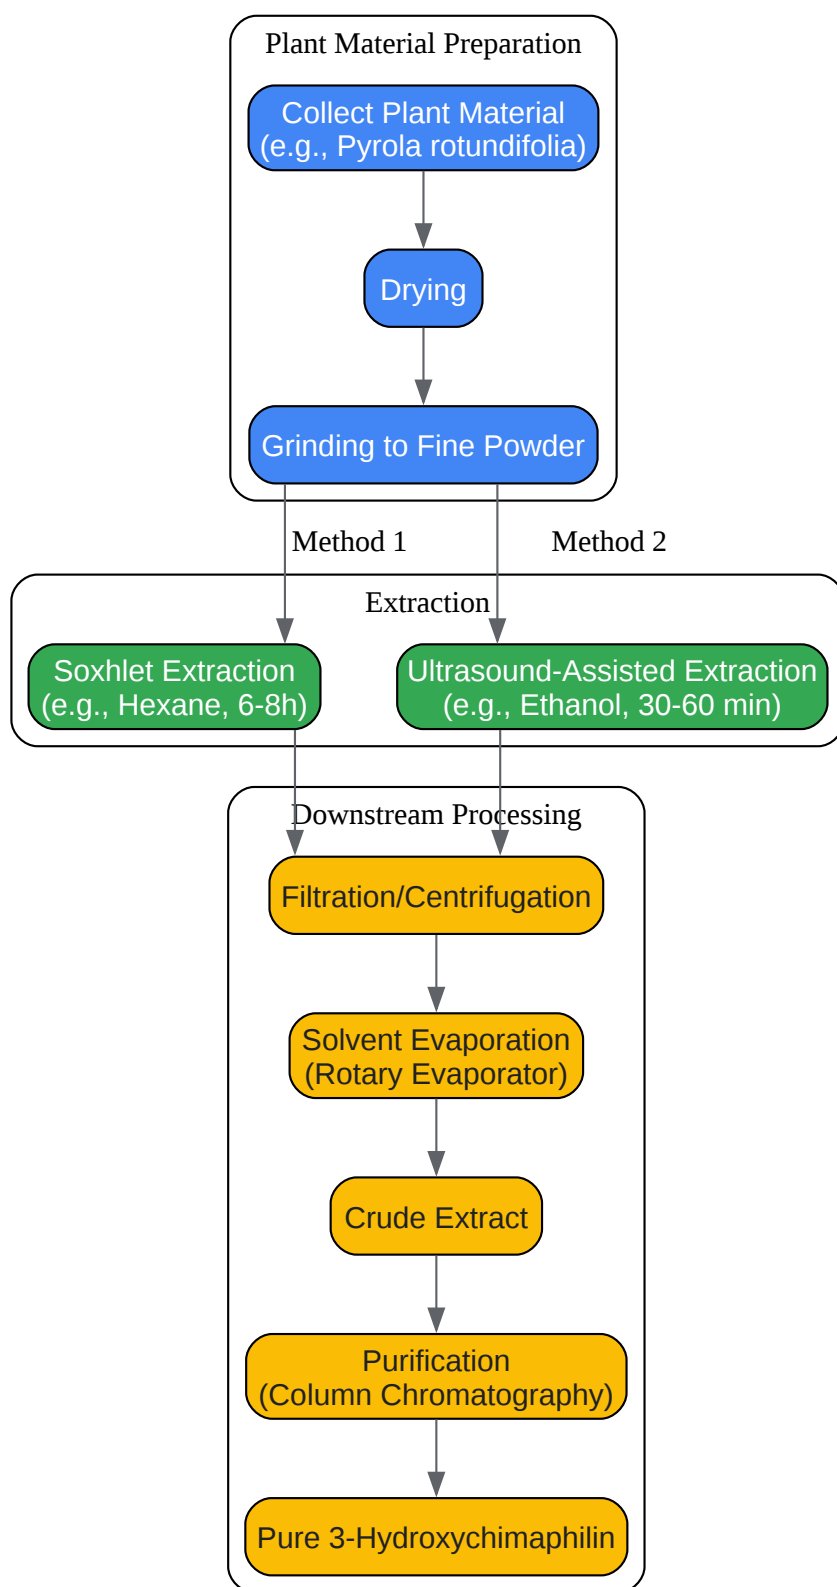 Plant Material Preparation
Collect Plant Material
(e.g., Pyrola rotundifolia)
Drying
Grinding to Fine Powder
Method 1
Method 2
Extraction
Soxhlet Extraction
(e.g., Hexane, 6-8h)
Ultrasound-Assisted Extraction
(e.g., Ethanol, 30-60 min)
Downstream Processing
Filtration/Centrifugation
Solvent Evaporation
(Rotary Evaporator)
Crude Extract
Purification
(Column Chromatography)
Pure 3-Hydroxychimaphilin